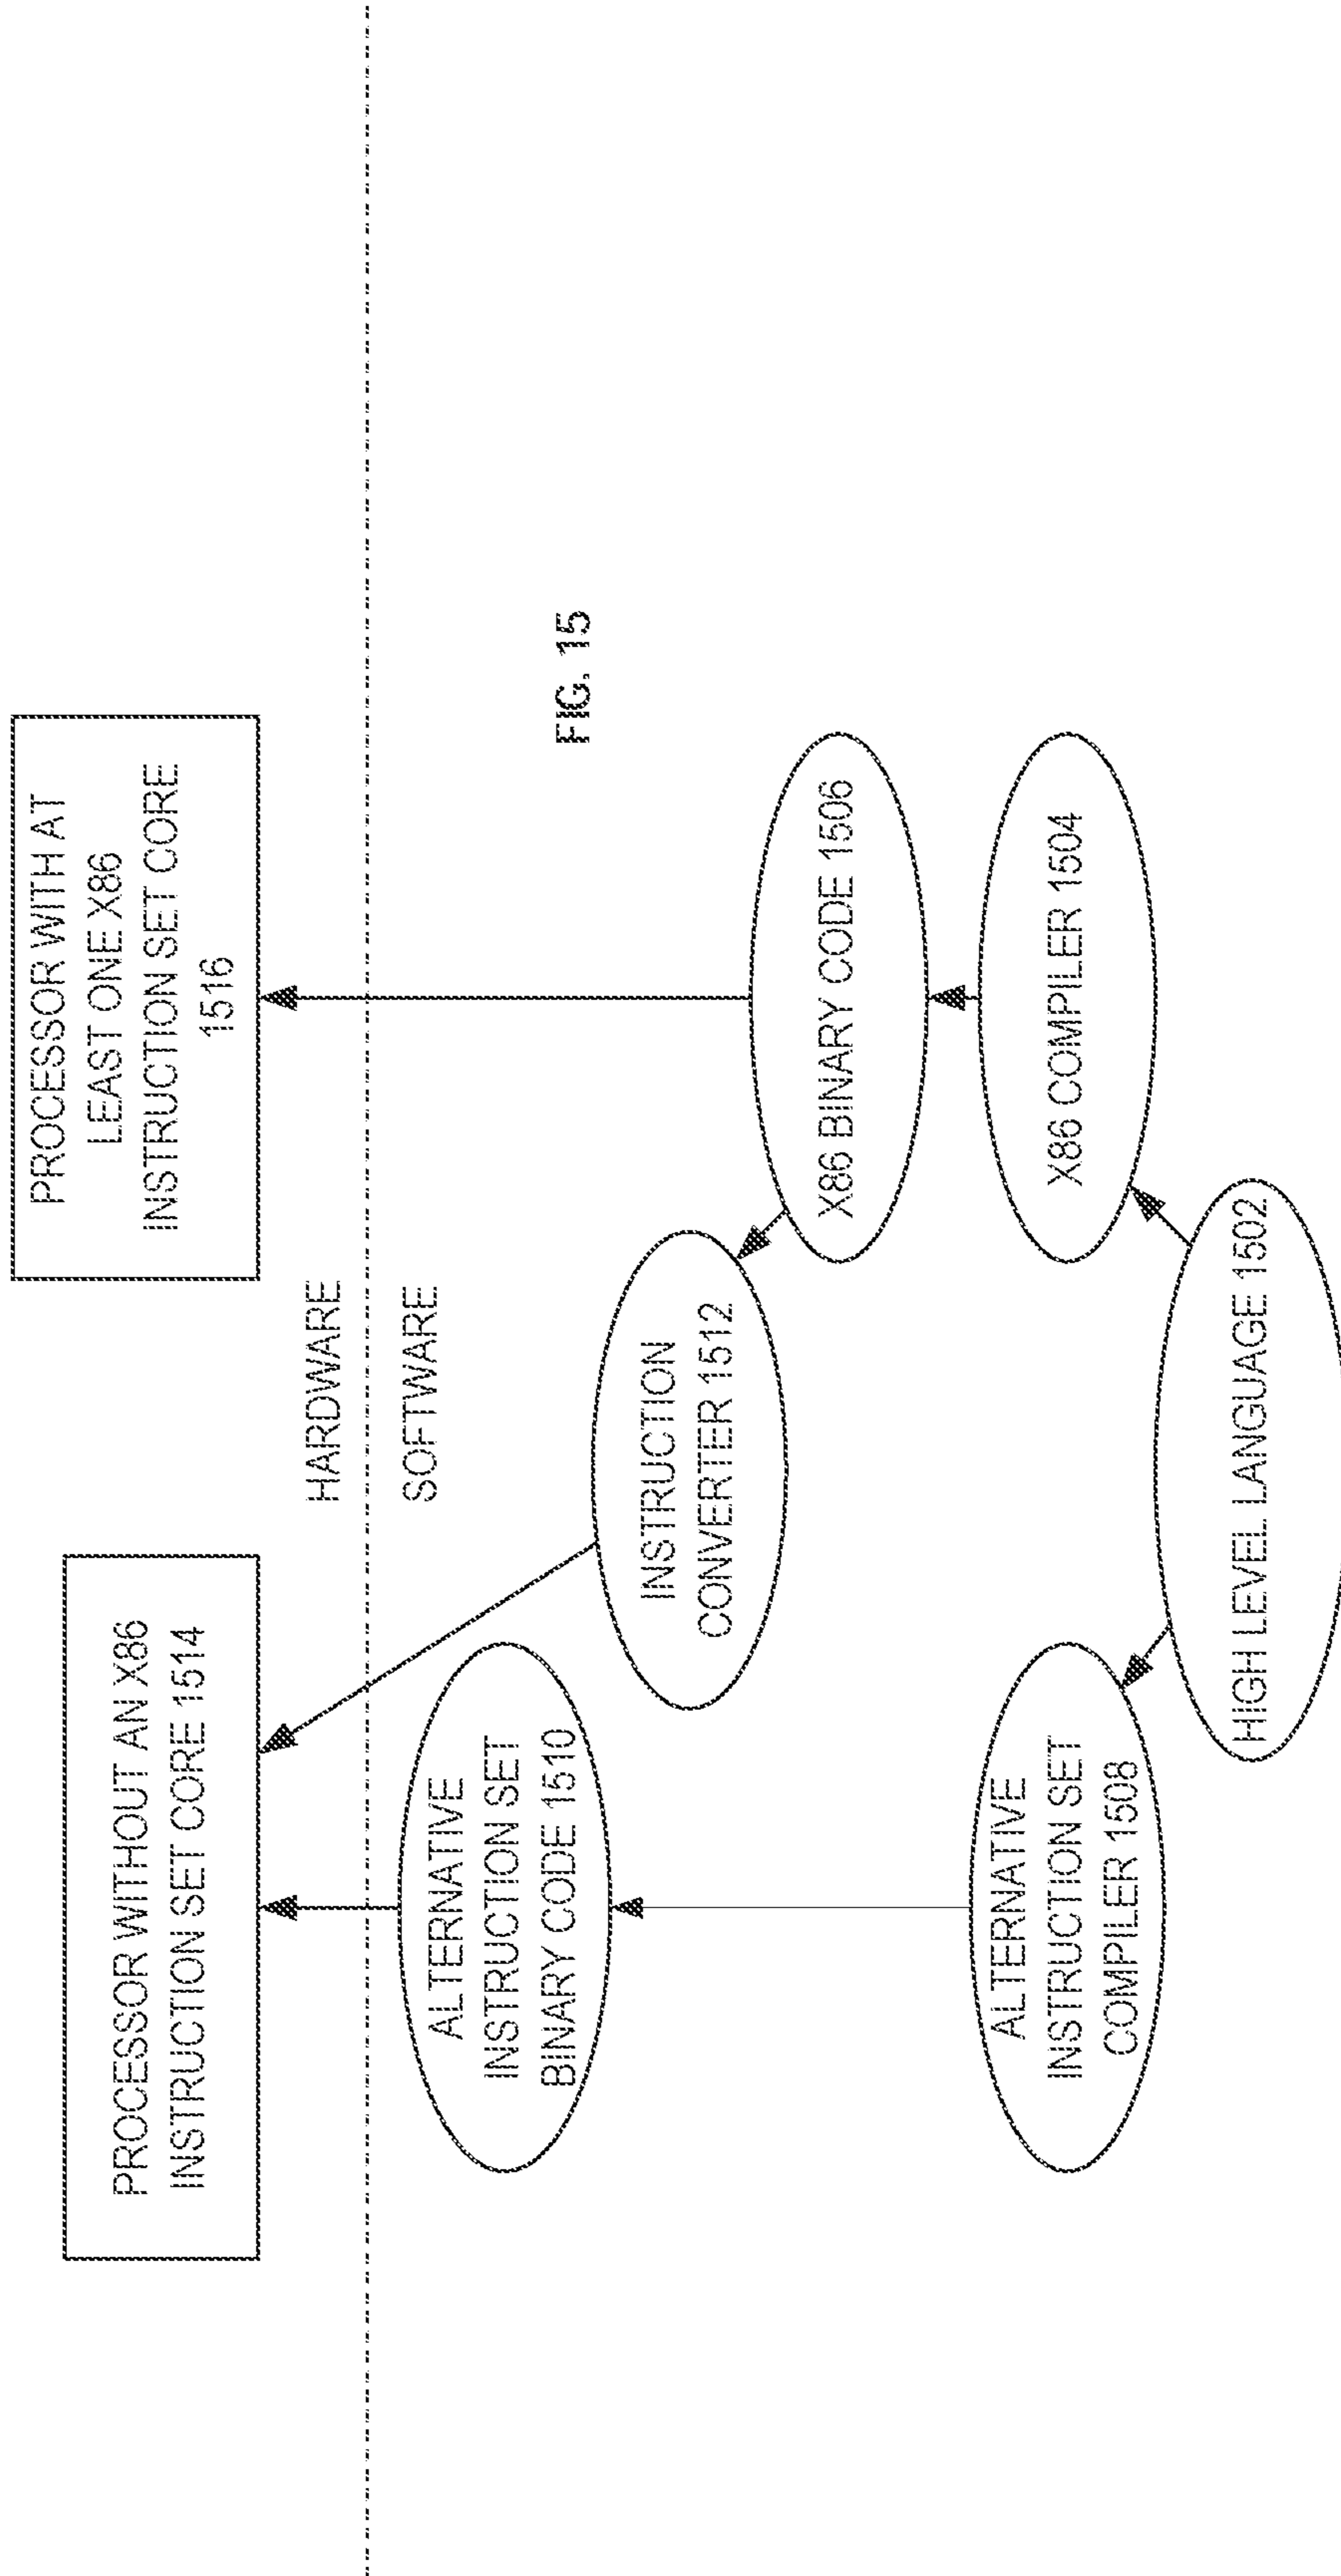 PROCESSOR WITHOUT AN X86
INSTRUCTION SET CORE 1514
PROCESSOR WITH AT
LEAST ONE X86
INSTRUCTION SET CORE
1516
HARDWARE
SOFTWARE
ALTERNATIVE
INSTRUCTION SET
BINARY CODE 1510
INSTRUCTION
CONVERTER 1512
FIG. 15
X86 BINARY CODE 1506
ALTERNATIVE
INSTRUCTION SET
COMPILER 1508
X86 COMPILER 1504
HIGH LEVEL LANGUAGE 1502